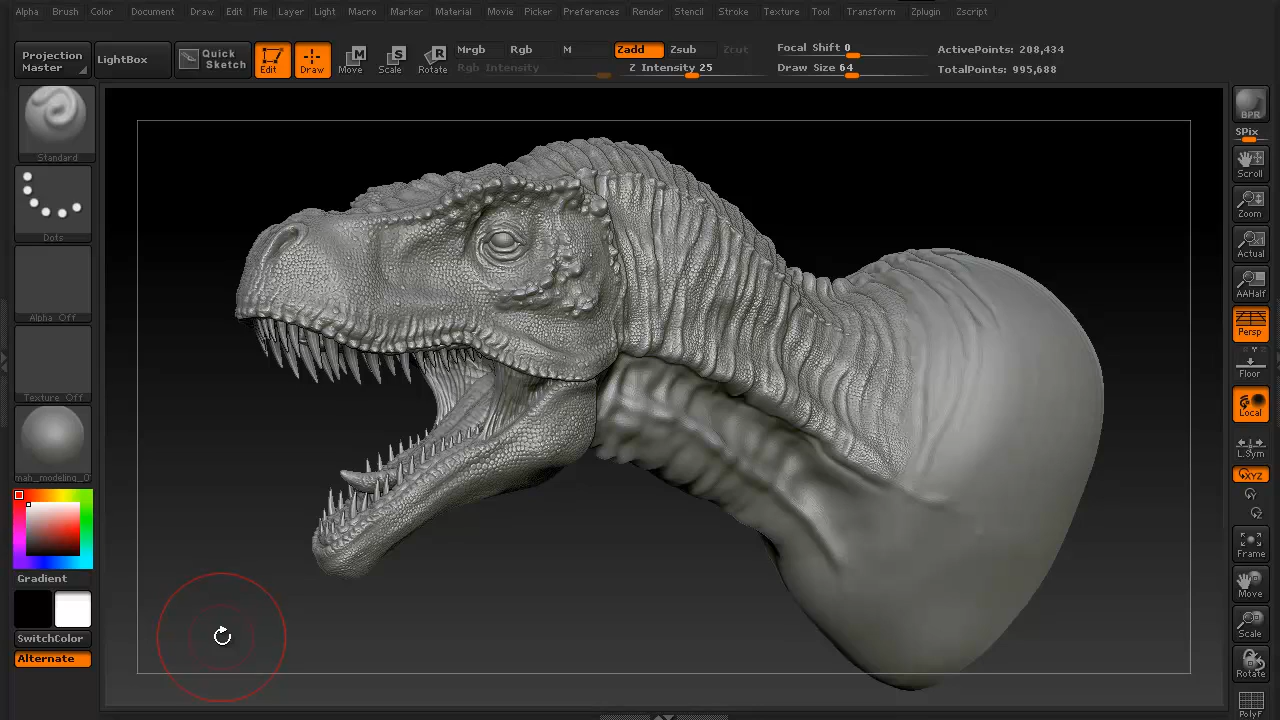 Alpha Brush Color Document Draw Edit File Layer Light Macro Marker Material Movie Picker Preferences Render Stencil Stroke Texture Tool Transform Zplugin Zscript
Projection Master
LightBox
Quick Sketch
Edit
Draw
Move
Scale
Rotate
Mrgb Rgb M Zadd Zsub Zcut
Rgb Intensity Z Intensity 25
Focal Shift 0
Draw Size 64
ActivePoints: 208,434
TotalPoints: 995,688
Standard
Dots
Alpha Off
Texture Off
mah_modeling_0
Gradient
SwitchColor
Alternate
BPR
SPix
Scroll
Zoom
Actual
AAHalf
Persp
Floor
Local
L.Sym
XYZ
Y
Z
Frame
Move
Scale
Rotate
PolyF